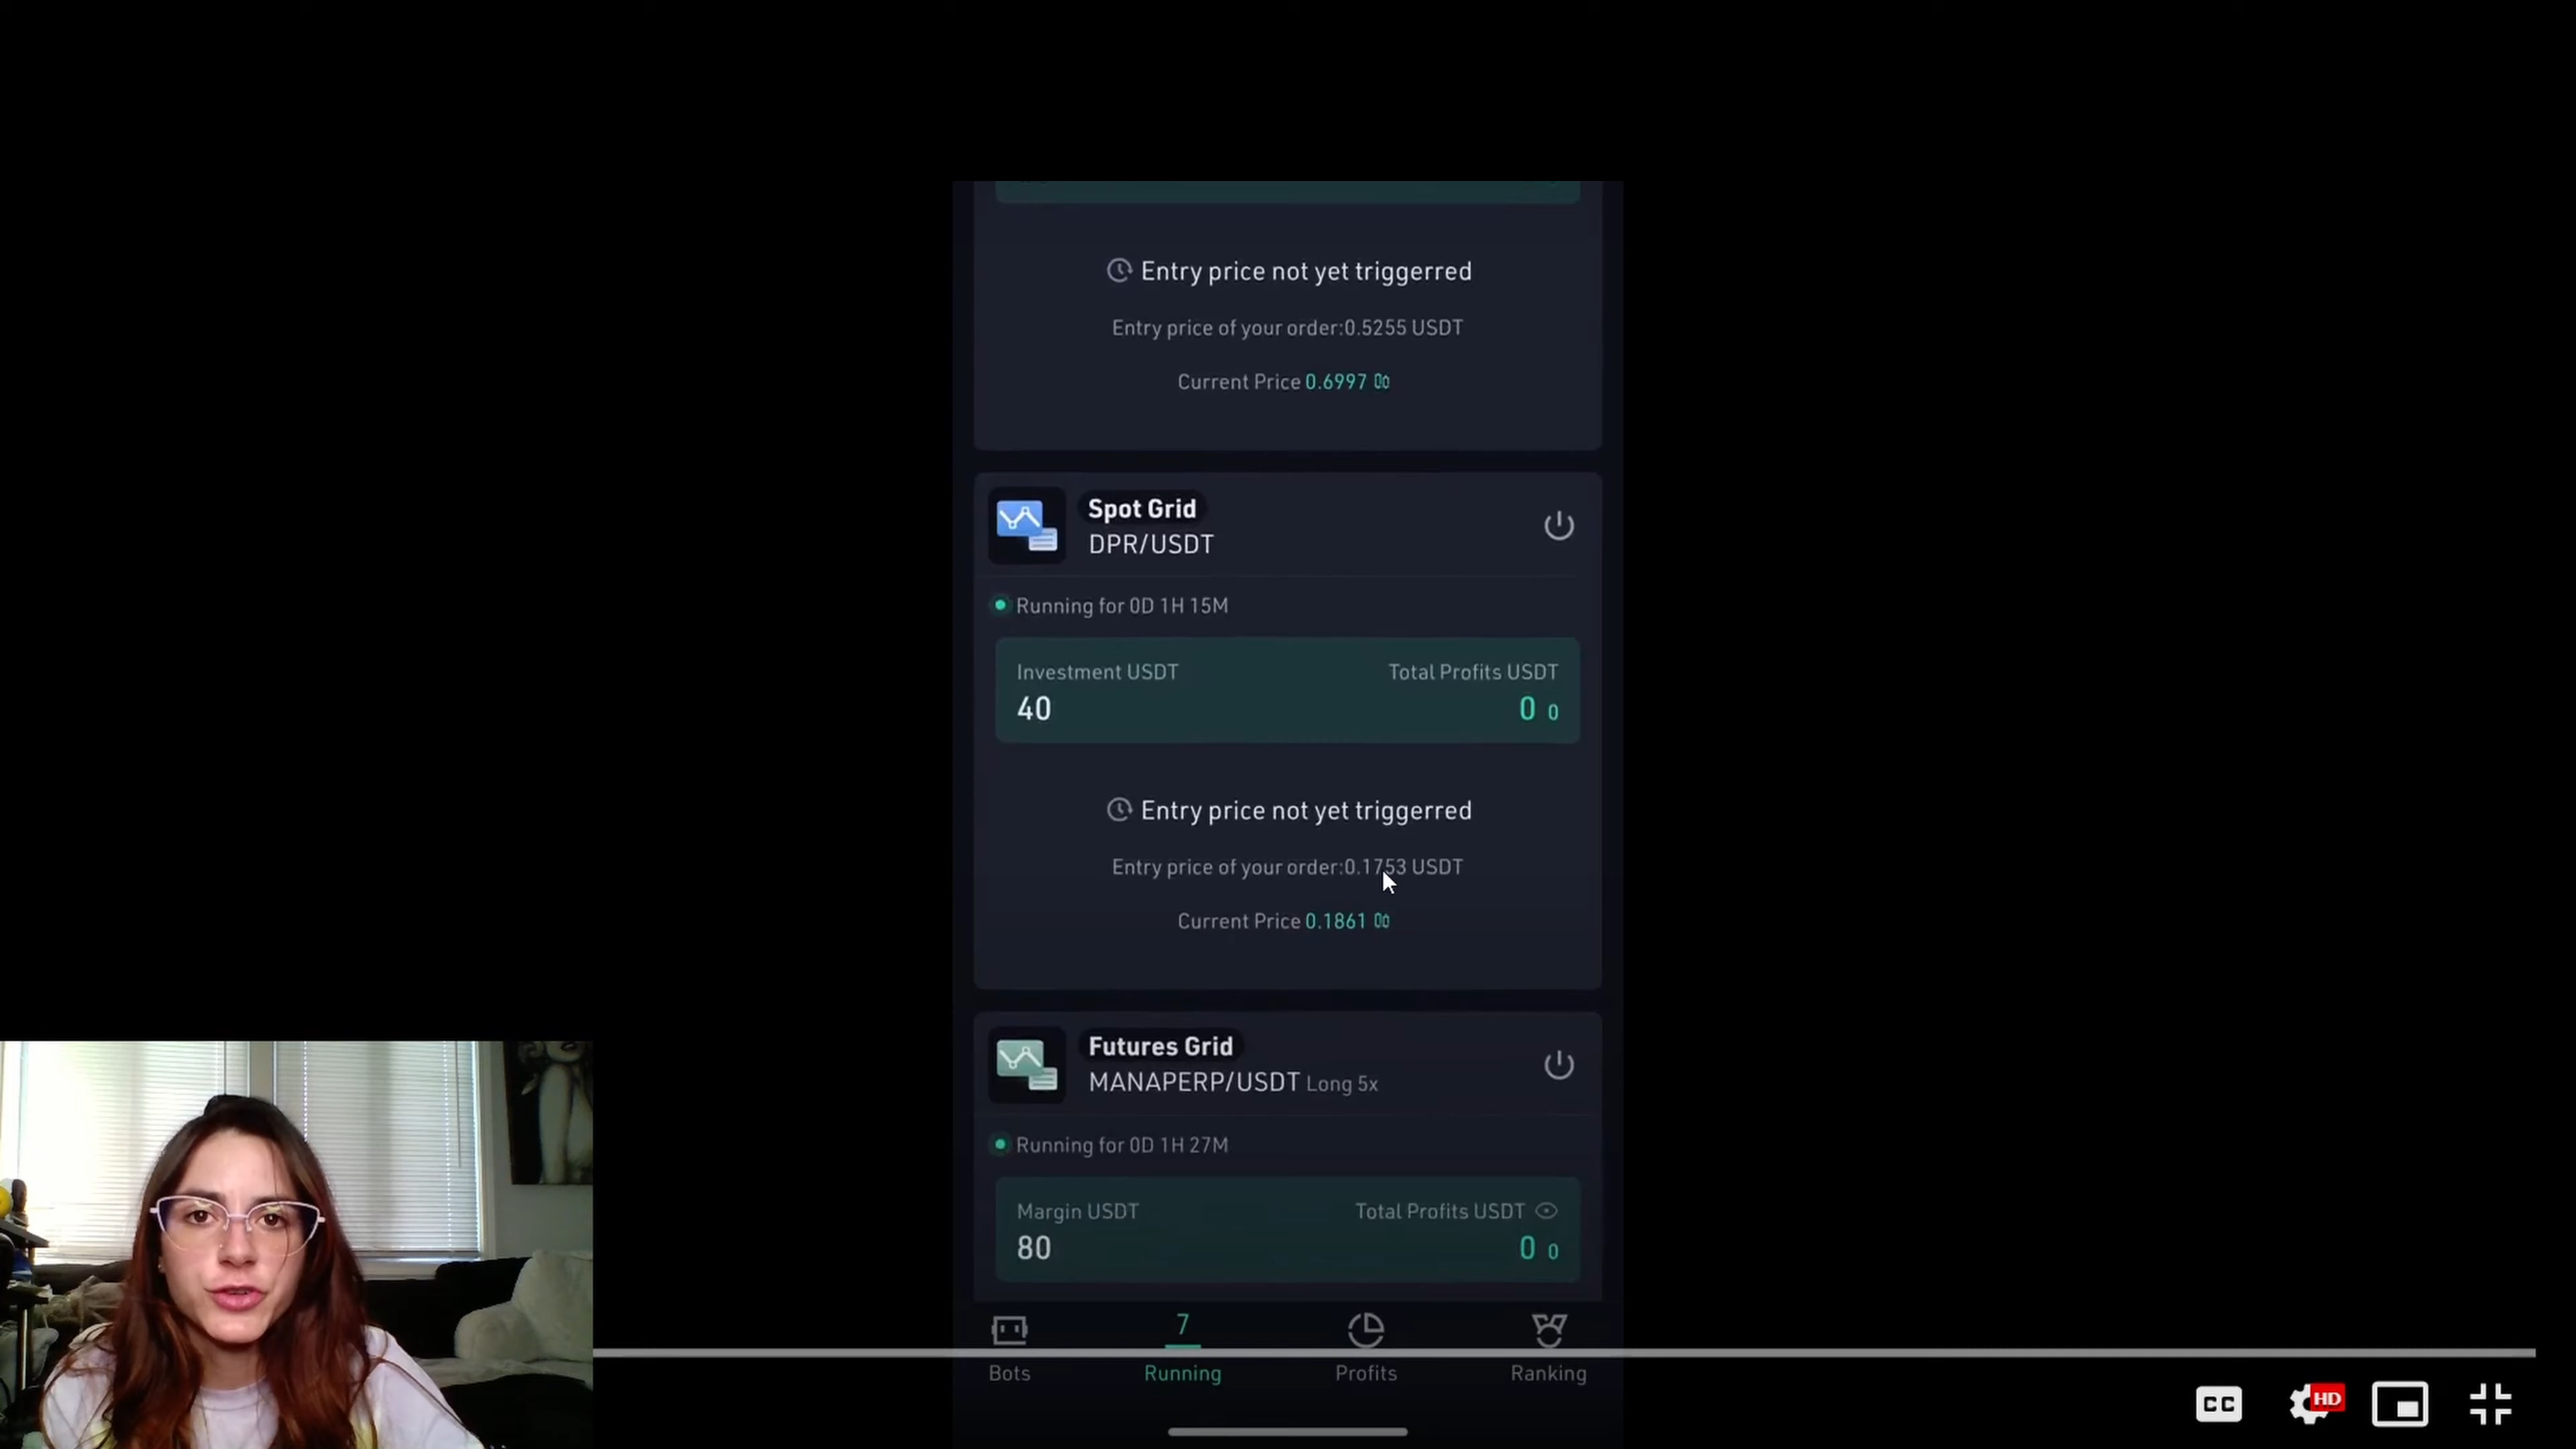 Entry price not yet triggerred
Entry price of your order:0.5255 USDT
Current Price 0.6997
Spot Grid
DPR/USDT
Running for 0D 1H 15M
Investment USDT Total Profits USDT
40 0 0
Entry price not yet triggerred
Entry price of your order:0.1753 USDT
Current Price 0.1861
Futures Grid
MANAPERP/USDT Long 5x
Running for 0D 1H 27M
Margin USDT Total Profits USDT
80 0 0
7
Bots Running Profits Ranking
CC HD